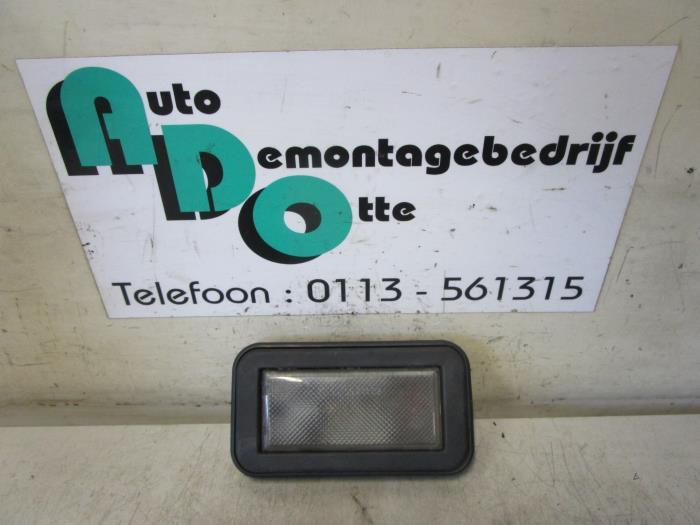 Auto
Demontagebedrijf
Otte
Telefoon : 0113 - 561315